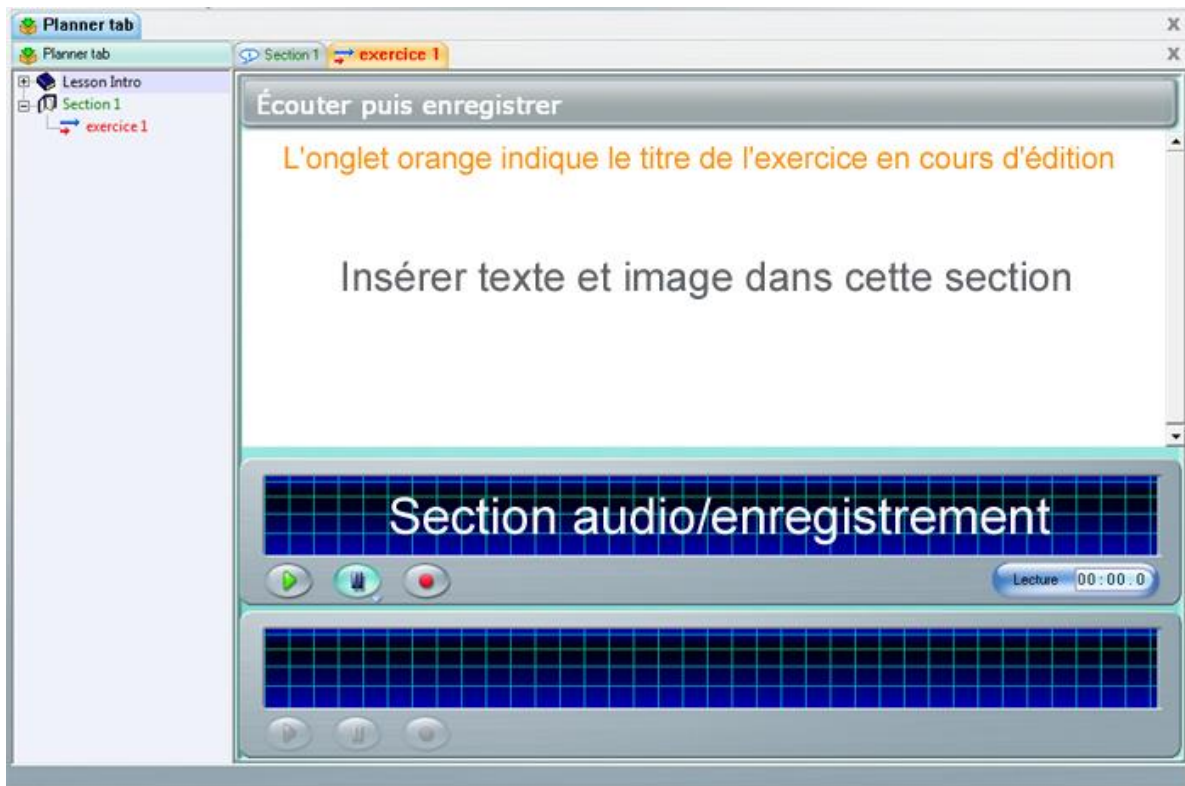 Planner tab
Planner tab
Section 1
exercice 1
Lesson Intro
Section 1
exercice 1
Écouter puis enregistrer
L'onglet orange indique le titre de l'exercice en cours d'édition
Insérer texte et image dans cette section
Section audio/enregistrement
Lecture 00:00.0